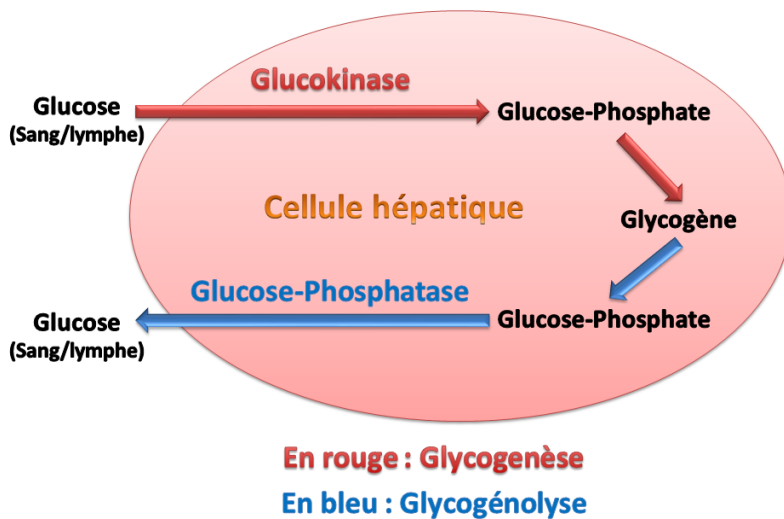 Glucokinase
Glucose
(Sang/lymphe)
Glucose-Phosphate
Cellule hépatique
Glycogène
Glucose-Phosphatase
Glucose
(Sang/lymphe)
Glucose-Phosphate
En rouge : Glycogenèse
En bleu : Glycogénolyse